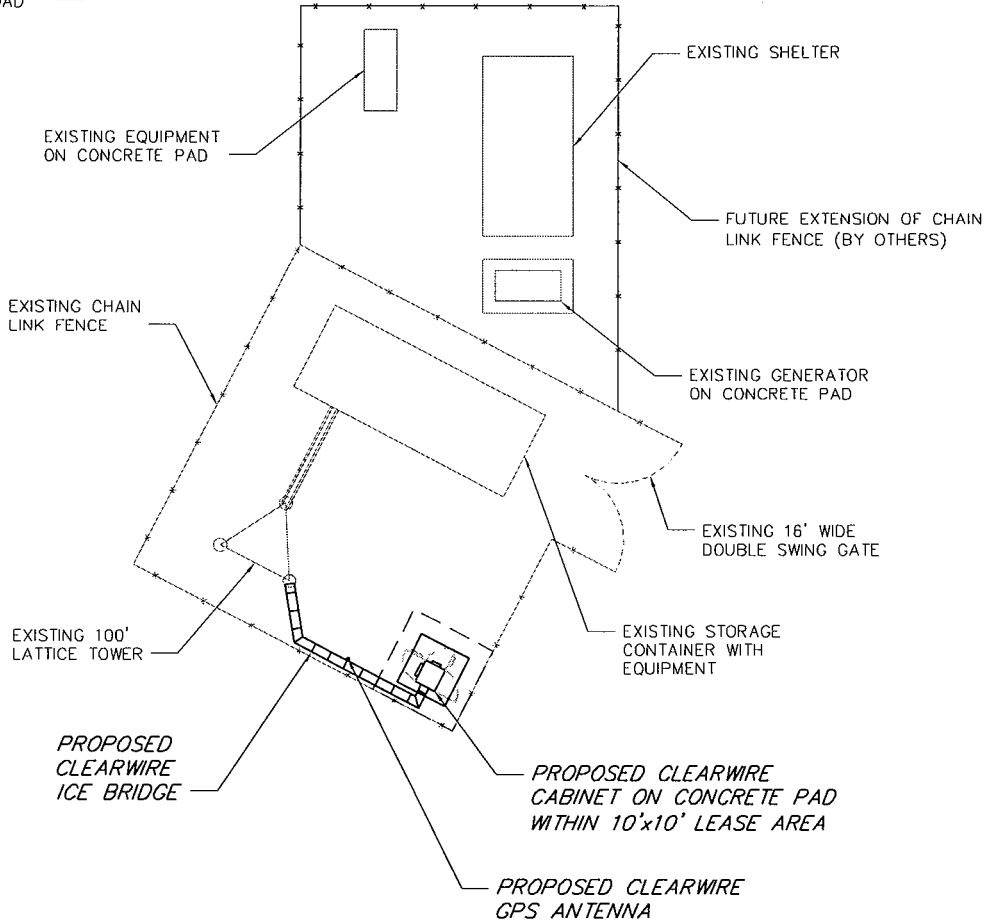 PAD
EXISTING SHELTER
EXISTING EQUIPMENT
ON CONCRETE PAD
FUTURE EXTENSION OF CHAIN
LINK FENCE (BY OTHERS)
EXISTING CHAIN
LINK FENCE
EXISTING GENERATOR
ON CONCRETE PAD
EXISTING 16' WIDE
DOUBLE SWING GATE
EXISTING 100'
LATTICE TOWER
EXISTING STORAGE
CONTAINER WITH
EQUIPMENT
PROPOSED
CLEARWIRE
ICE BRIDGE
PROPOSED CLEARWIRE
CABINET ON CONCRETE PAD
WITHIN 10'x10' LEASE AREA
PROPOSED CLEARWIRE
GPS ANTENNA